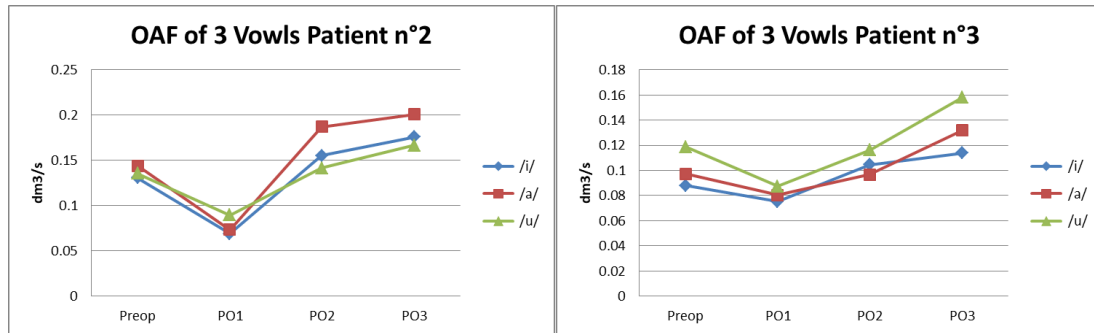 OAF of 3 Vowls Patient n°2
0.25
0.2
0.15
0.1
0.05
0
dm3/s
Preop PO1 PO2 PO3
/i/
/a/
/u/
OAF of 3 Vowls Patient n°3
0.18
0.16
0.14
0.12
0.1
0.08
0.06
0.04
0.02
0
dm3/s
Preop PO1 PO2 PO3
/i/
/a/
/u/